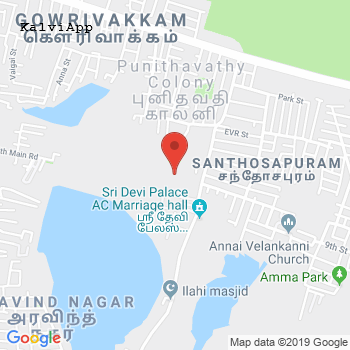 GOWRIVAKKAM
கௌரிவாக்கம்
KalviApp
Vaigai St
Anna St
Punithavathy
Colony
புனிதவதி
காலனி
Park St
EVR St
th Main Rd
SANTHOSAPURAM
சந்தோசபுரம்
Sri Devi Palace
AC Marriage hall
ஸ்ரீ தேவி
பேலஸ்...
Annai Velankanni
Church
9th St
Amma Park
Ilahi masjid
AVIND NAGAR
அரவிந்த்
நகர்
Google
Map data ©2019 Google